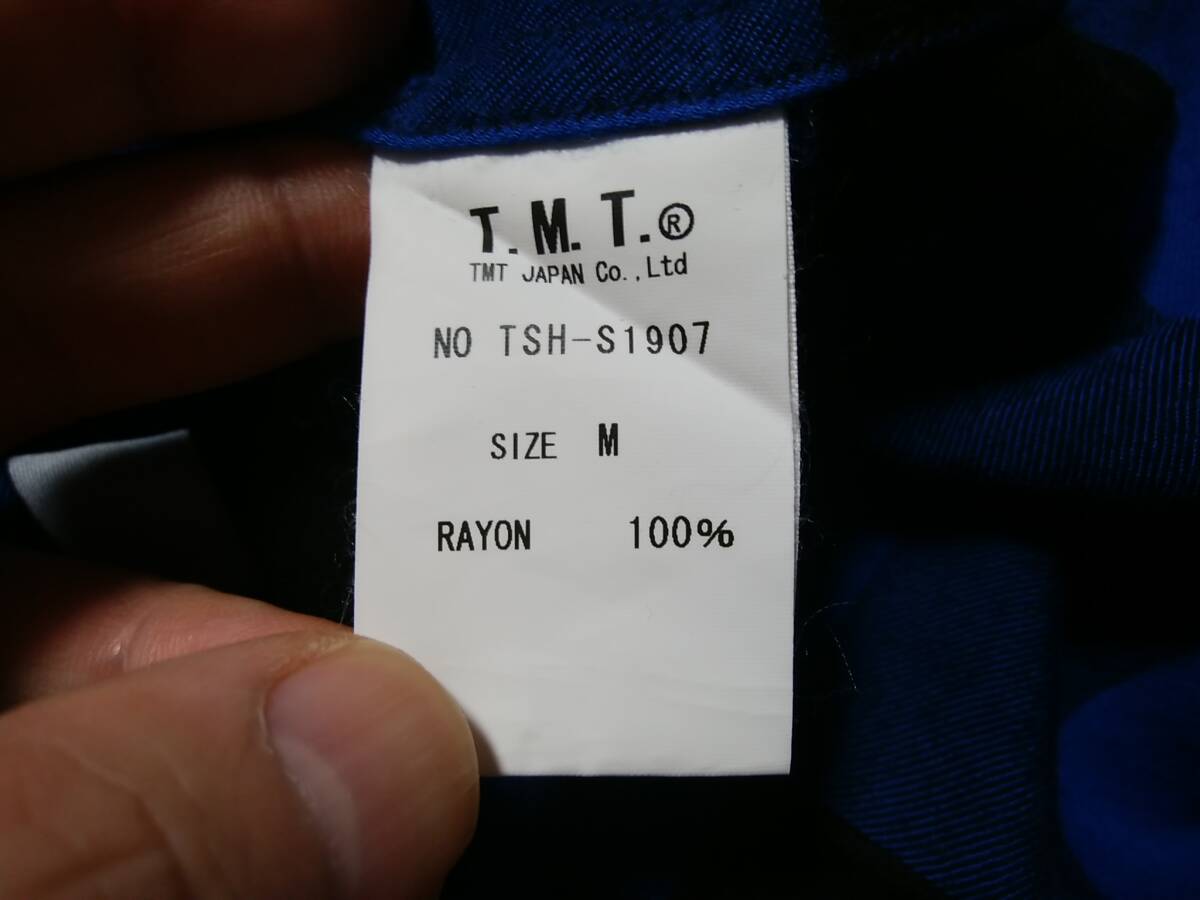 T.M.T.®
TMT JAPAN Co.,Ltd
NO TSH-S1907
SIZE M
RAYON 100%